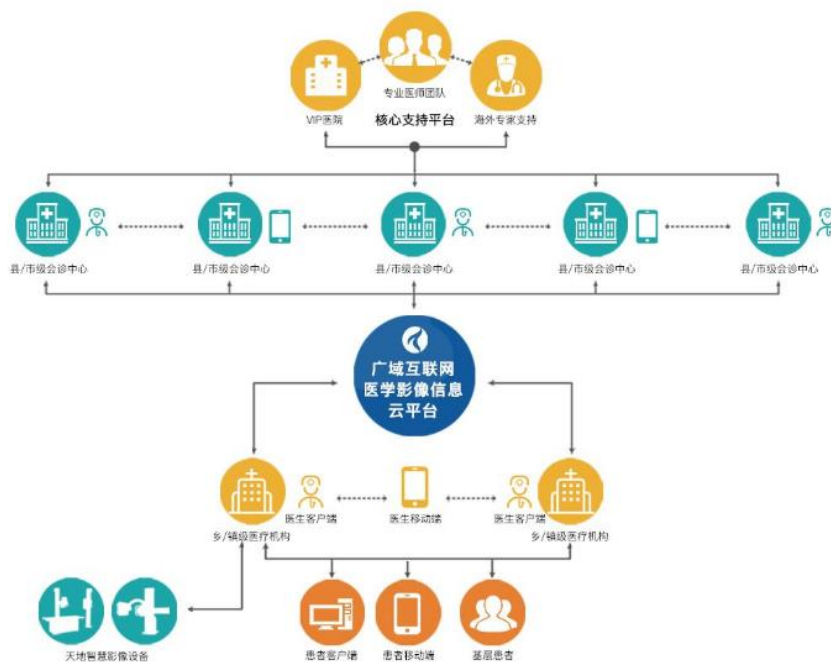 专业医师团队
VIP医院
核心支持平台
海外专家支持
县/市级会诊中心
县/市级会诊中心
县/市级会诊中心
县/市级会诊中心
县/市级会诊中心
广域互联网
医学影像信息
云平台
医生客户端
医生移动端
医生客户端
乡/镇级医疗机构
乡/镇级医疗机构
天地智慧影像设备
患者客户端
患者移动端
基层患者